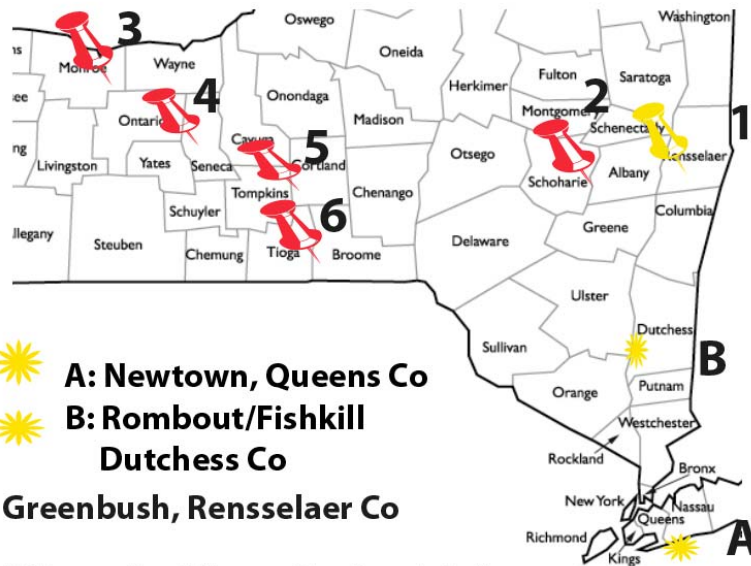 Oswego
Washington
3
Oneida
Monroe
Wayne
Fulton
Saratoga
Herkimer
4
Onondaga
2
Madison
Montgomery
1
Ontario
Schenectady
Cayuga
5
Otsego
Rensselaer
Livingston
Yates
Seneca
Cortland
Albany
Schoharie
Tompkins
Chenango
6
Schuyler
Columbia
Greene
llegany
Steuben
Delaware
Chemung
Tioga
Broome
Ulster
Dutchess
Sullivan
B
A: Newtown, Queens Co
Putnam
Orange
B: Rombout/Fishkill
Westchester
Dutchess Co
Rockland
Bronx
Greenbush, Rensselaer Co
New York
Nassau
Queens
Richmond
A
Kings